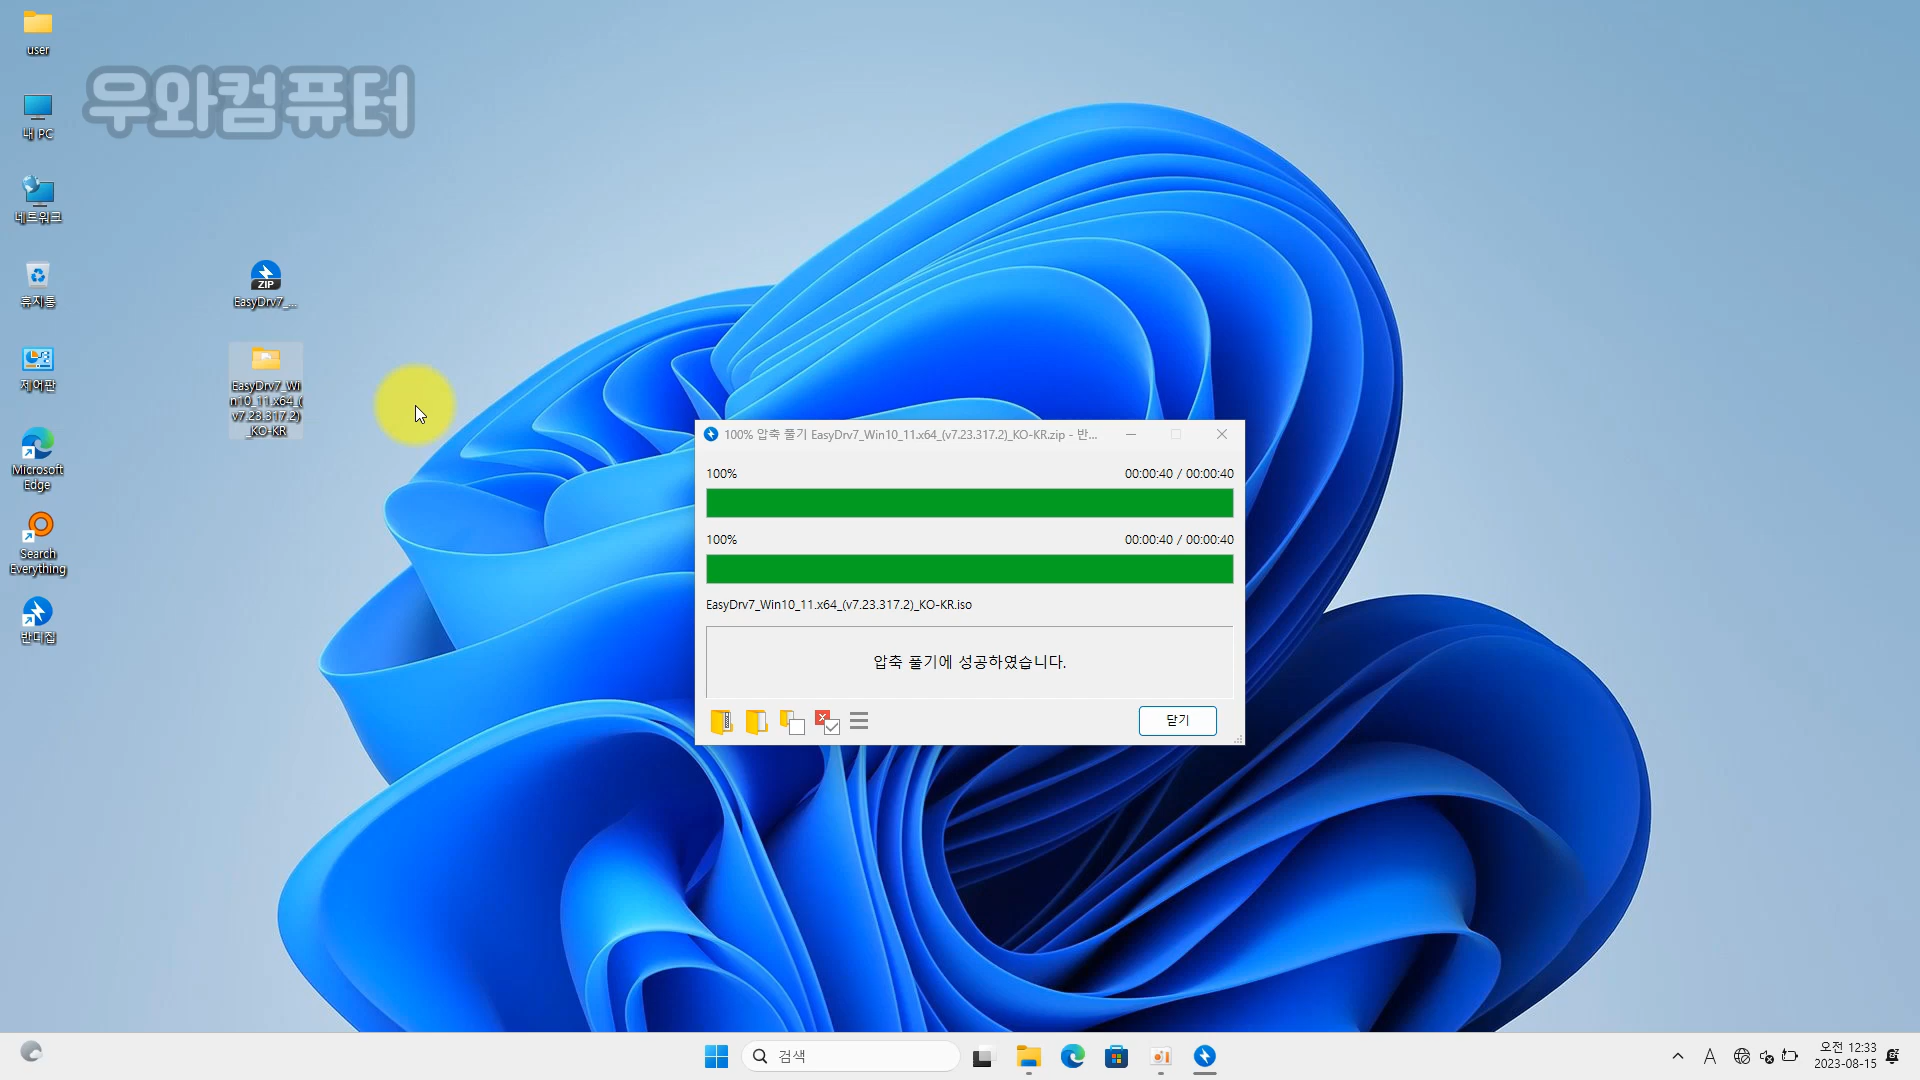 user
우와컴퓨터
내 PC
네트워크
휴지통
ZIP
EasyDrv7_...
제어판
EasyDrv7_Wi
n10_11.x64_(
v7.23.317.2)
_KO-KR
Microsoft
Edge
Search
Everything
반디집
100% 압축 풀기 EasyDrv7_Win10_11.x64_(v7.23.317.2)_KO-KR.zip - 반...
100%
00:00:40 / 00:00:40
100%
00:00:40 / 00:00:40
EasyDrv7_Win10_11.x64_(v7.23.317.2)_KO-KR.iso
압축 풀기에 성공하였습니다.
닫기
검색
A
오전 12:33
2023-08-15